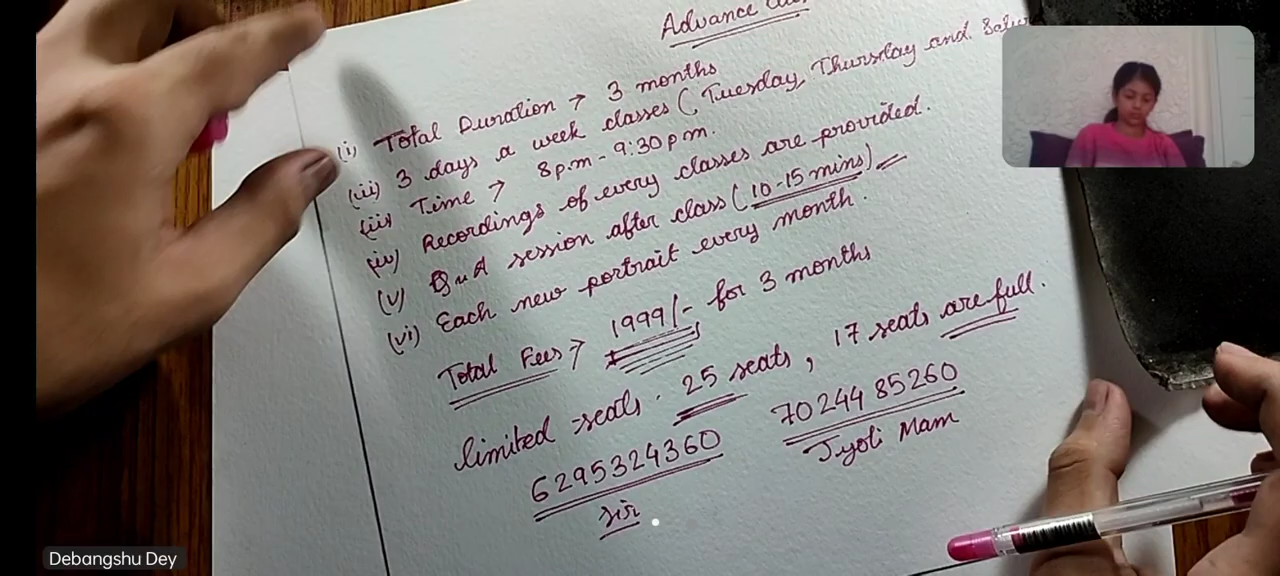 Advance
(i) Total Duration → 3 months
(ii) 3 days a week classes (Tuesday, Thursday and
(iii) Time → 8p.m - 9:30p.m.
(iv) Recordings of every classes are provided.
(v) QnA session after class (10-15 mins)
(vi) Each new portrait every month.
Total Fees → 1999/- for 3 months
limited seats. 25 seats, 17 seats are full.
6295324360 70244 85260
sir Jyoti Mam
Debangshu Dey